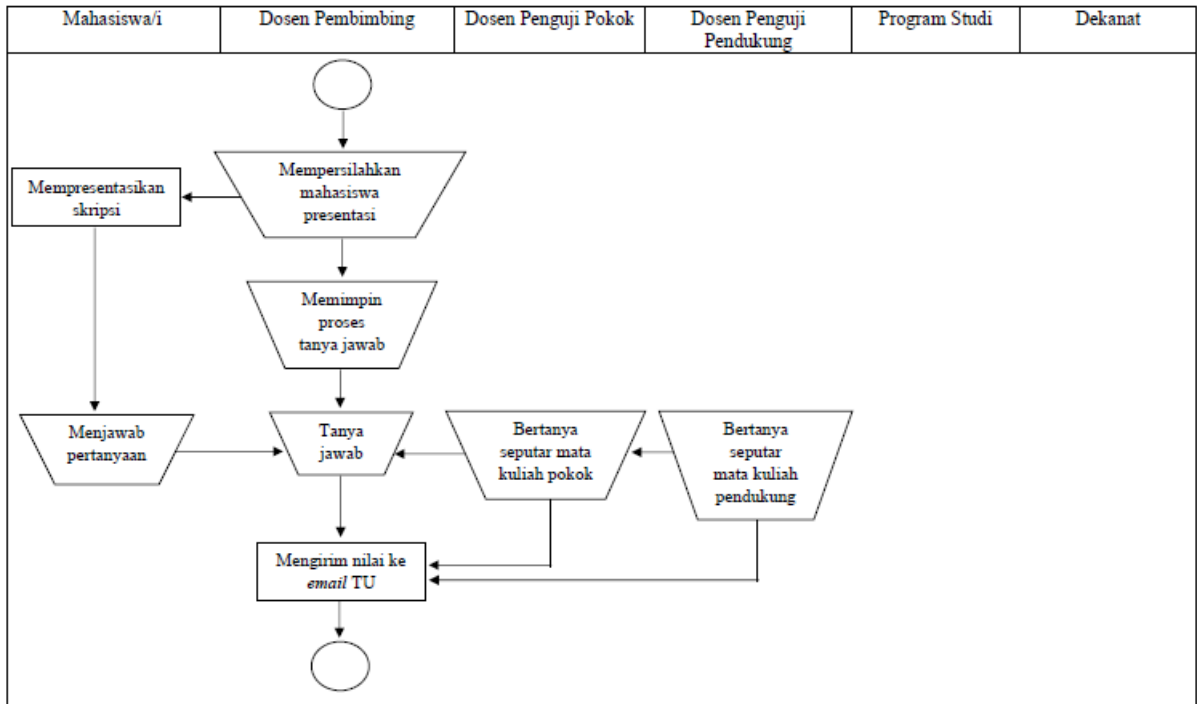 Mahasiswa/i
Dosen Pembimbing
Dosen Penguji Pokok
Dosen Penguji
Pendukung
Program Studi
Dekanat
Mempersilahkan
mahasiswa
presentasi
Mempresentasikan
skripsi
Memimpin
proses
tanya jawab
Menjawab
pertanyaan
Tanya
jawab
Bertanya
seputar mata
kuliah pokok
Bertanya
seputar
mata kuliah
pendukung
Mengirim nilai ke
email TU